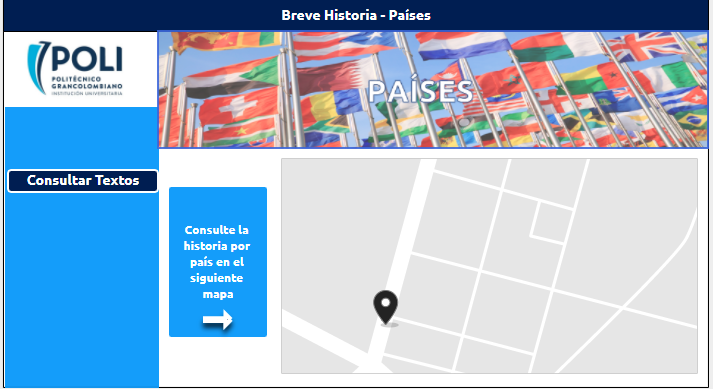 Breve Historia - Países
POLI
POLITÉCNICO
GRANCOLOMBIANO
INSTITUCIÓN UNIVERSITARIA
PAÍSES
Consultar Textos
Consulte la
historia por
país en el
siguiente
mapa